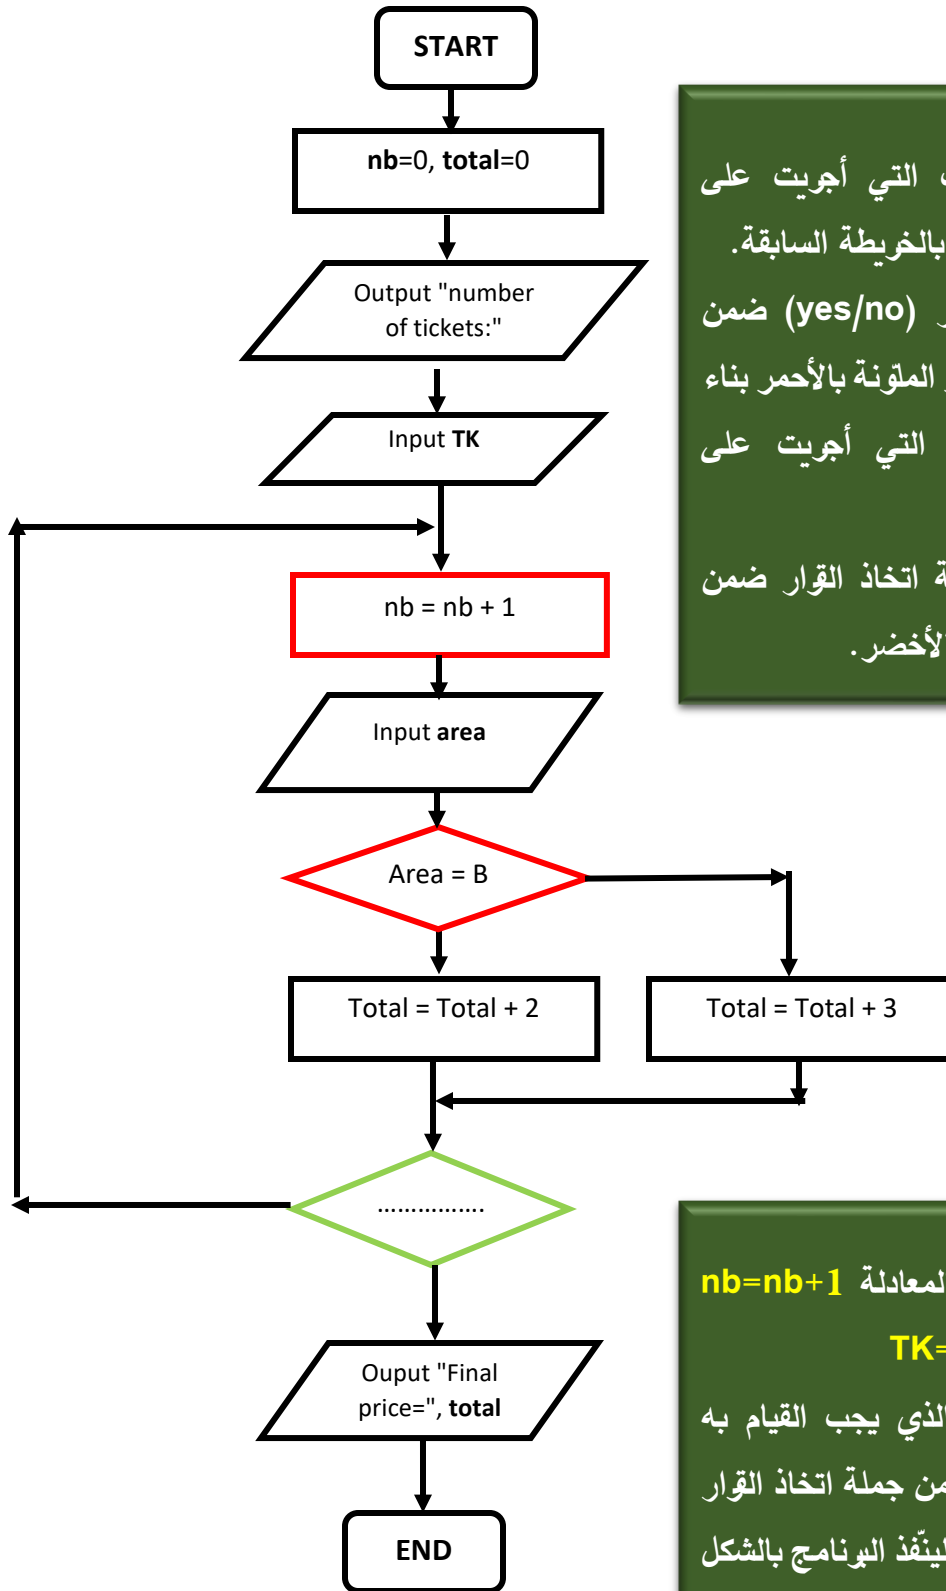 START
nb=0, total=0
Output "number
of tickets:"
Input TK
nb = nb + 1
Input area
Area = B
Total = Total + 2
Total = Total + 3
................
Ouput "Final
price=", total
END
التي أجريت على
بالخريطة السابقة.
(yes/no) ضمن
الملوّنة بالأحمر بناء
التي أجريت على
اتخاذ القرار ضمن
الأخضر.
المعادلة nb=nb+1
TK=
الذي يجب القيام به
من جملة اتخاذ القرار
لينفّذ البرنامج بالشكل